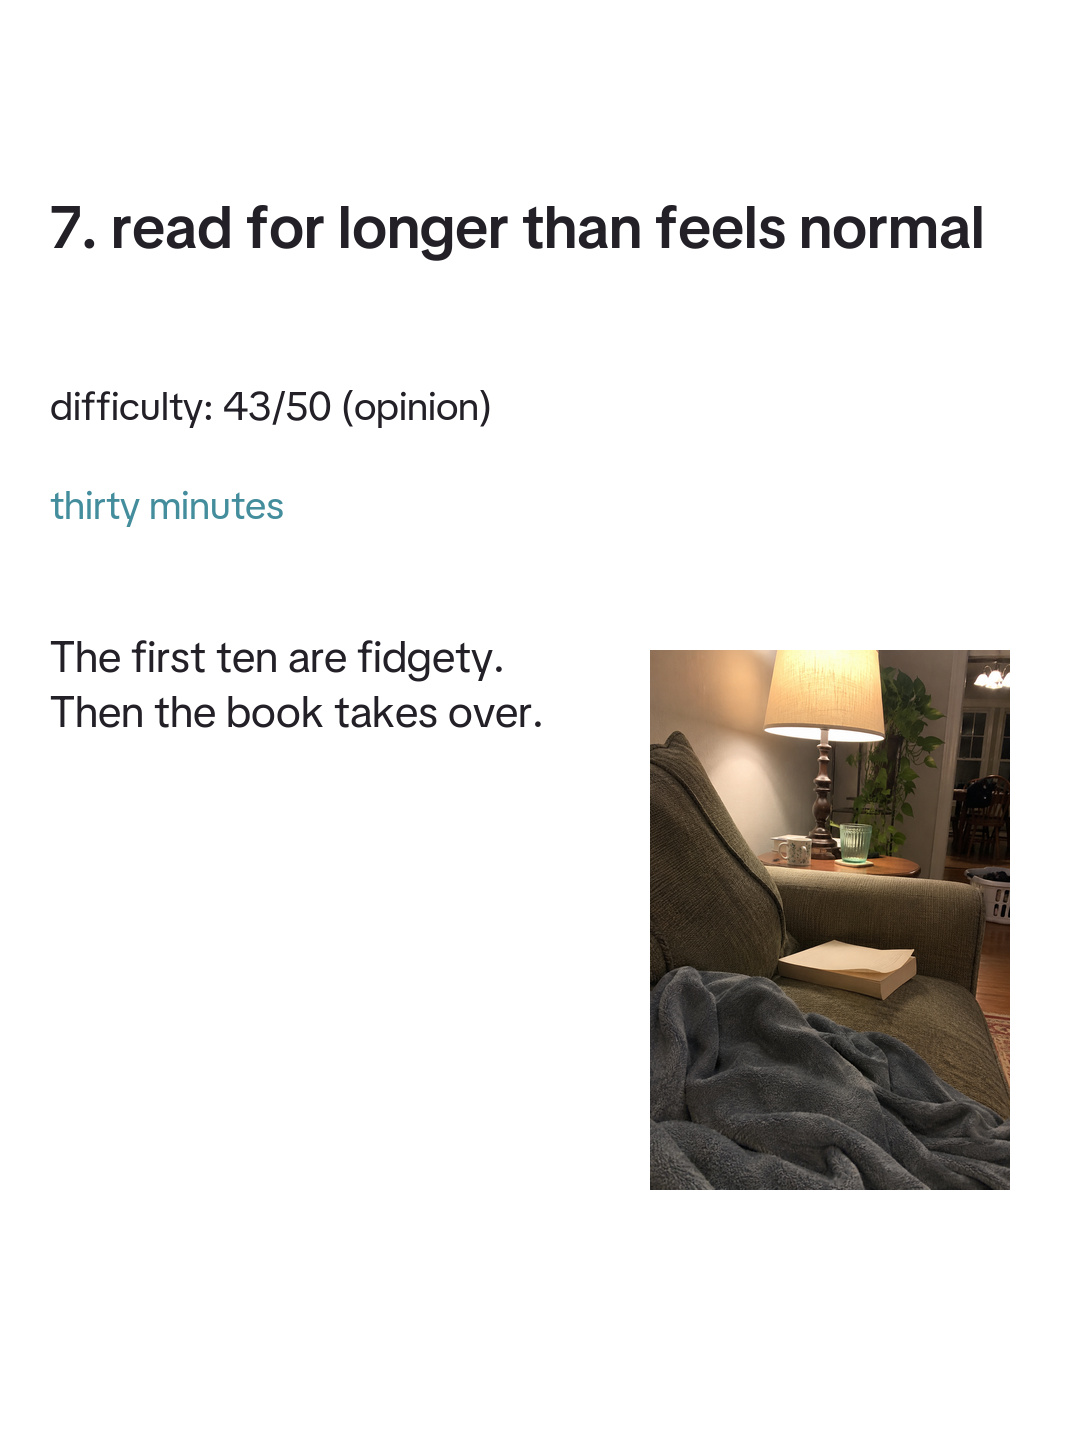 7. read for longer than feels normal
difficulty: 43/50 (opinion)
thirty minutes
The first ten are fidgety.
Then the book takes over.